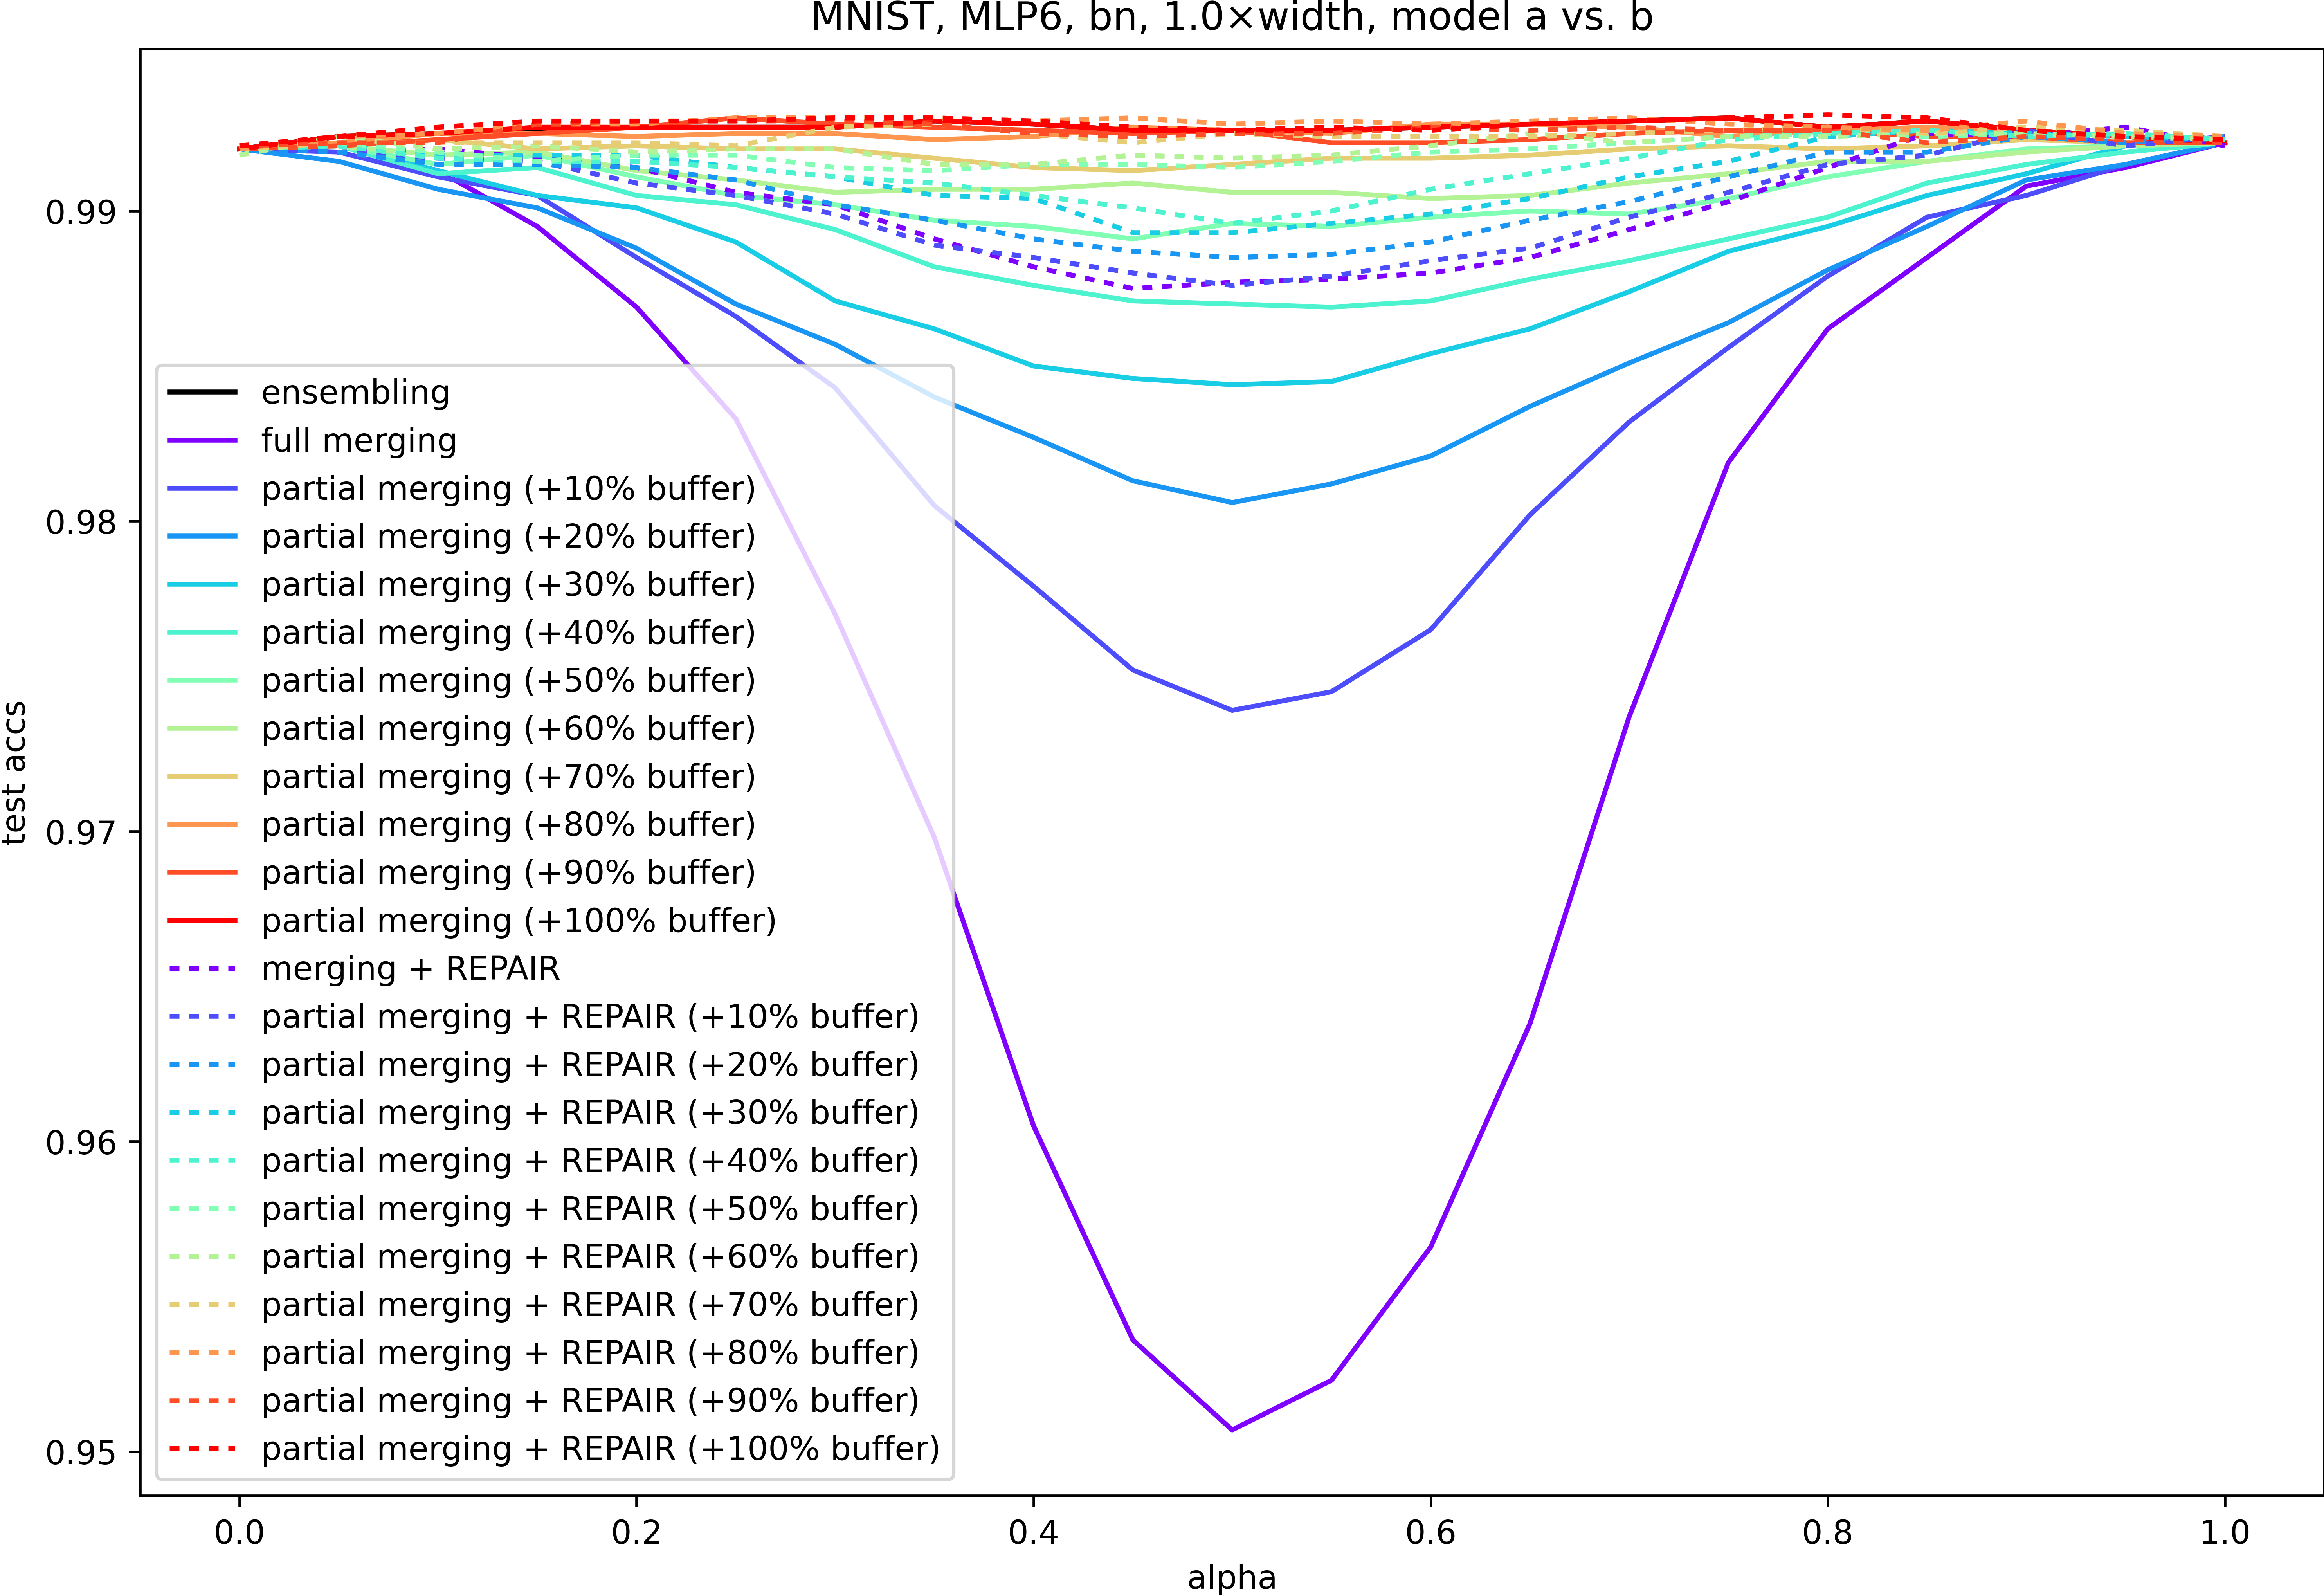 MNIST, MLP6, bn, 1.0×width, model a vs. b
test accs
0.99
0.98
0.97
0.96
0.95
ensembling
full merging
partial merging (+10% buffer)
partial merging (+20% buffer)
partial merging (+30% buffer)
partial merging (+40% buffer)
partial merging (+50% buffer)
partial merging (+60% buffer)
partial merging (+70% buffer)
partial merging (+80% buffer)
partial merging (+90% buffer)
partial merging (+100% buffer)
merging + REPAIR
partial merging + REPAIR (+10% buffer)
partial merging + REPAIR (+20% buffer)
partial merging + REPAIR (+30% buffer)
partial merging + REPAIR (+40% buffer)
partial merging + REPAIR (+50% buffer)
partial merging + REPAIR (+60% buffer)
partial merging + REPAIR (+70% buffer)
partial merging + REPAIR (+80% buffer)
partial merging + REPAIR (+90% buffer)
partial merging + REPAIR (+100% buffer)
0.0 0.2 0.4 0.6 0.8 1.0
alpha